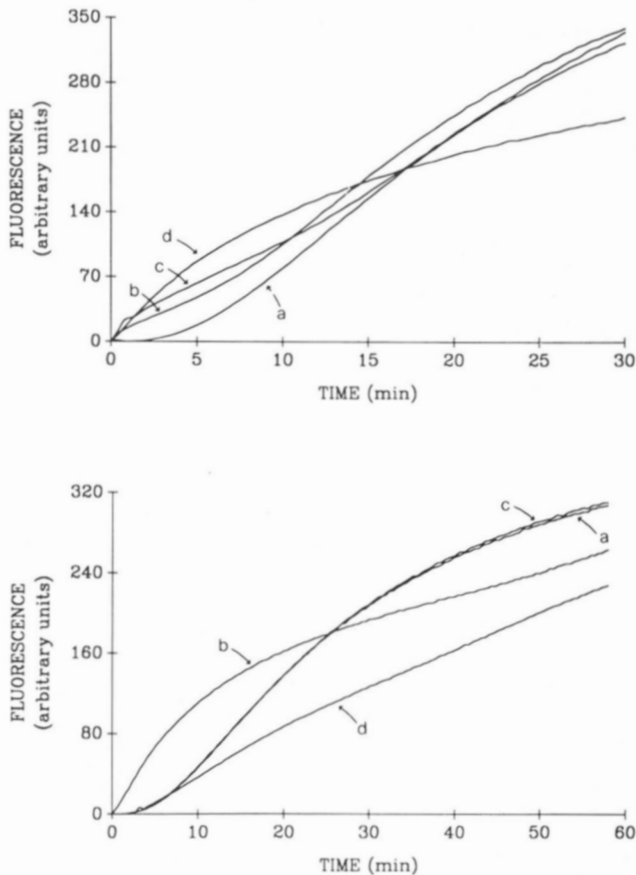 350
280
210
140
70
0
FLUORESCENCE
(arbitrary units)
d
c
b
a
0 5 10 15 20 25 30
TIME (min)
320
240
160
80
0
FLUORESCENCE
(arbitrary units)
c
a
b
d
0 10 20 30 40 50 60
TIME (min)